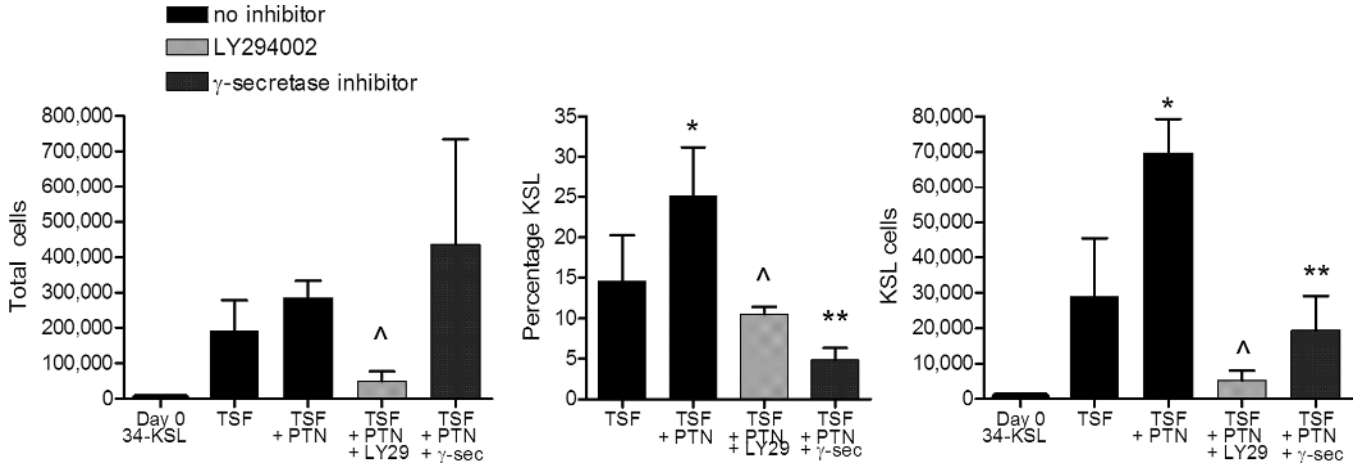 no inhibitor
LY294002
γ-secretase inhibitor
Total cells
800,000
700,000
600,000
500,000
400,000
300,000
200,000
100,000
0
^
Day 0
34-KSL
TSF
TSF
+ PTN
TSF
+ PTN
+ LY29
TSF
+ PTN
+ γ-sec
Percentage KSL
35
30
25
20
15
10
5
0
*
^
**
TSF
TSF
+ PTN
TSF
+ PTN
+ LY29
TSF
+ PTN
+ γ-sec
KSL cells
80,000
70,000
60,000
50,000
40,000
30,000
20,000
10,000
0
*
^
**
Day 0
34-KSL
TSF
TSF
+ PTN
TSF
+ PTN
+ LY29
TSF
+ PTN
+ γ-sec